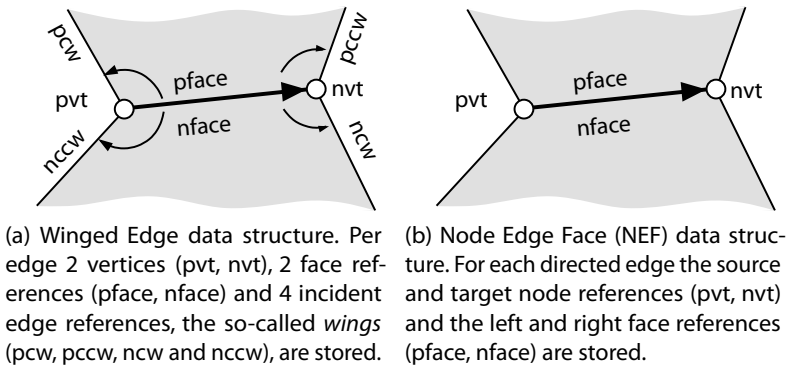 pcw
pccw
pface
pvt
nvt
nface
nccw
ncw
pface
pvt
nvt
nface
(a) Winged Edge data structure. Per
edge 2 vertices (pvt, nvt), 2 face ref-
erences (pface, nface) and 4 incident
edge references, the so-called wings
(pcw, pccw, ncw and nccw), are stored.
(b) Node Edge Face (NEF) data struc-
ture. For each directed edge the source
and target node references (pvt, nvt)
and the left and right face references
(pface, nface) are stored.